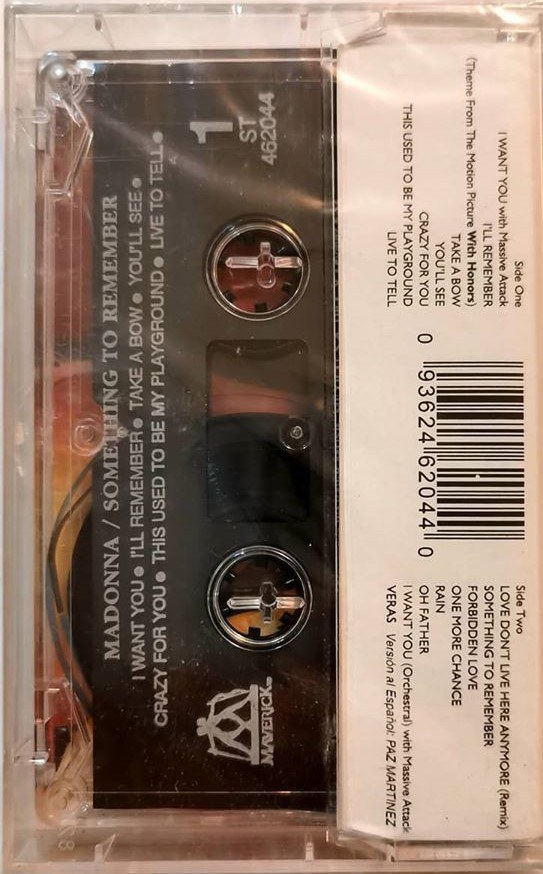 MADONNA / SOMETHING TO REMEMBER
I WANT YOU ● I'LL REMEMBER ● TAKE A BOW ● YOU'LL SEE ●
CRAZY FOR YOU ● THIS USED TO BE MY PLAYGROUND ● LIVE TO TELL ●
1
ST
462044
MAVERICK
Side One
I WANT YOU with Massive Attack
I'LL REMEMBER
(Theme From The Motion Picture With Honors)
TAKE A BOW
YOU'LL SEE
CRAZY FOR YOU
THIS USED TO BE MY PLAYGROUND
LIVE TO TELL
0 93624 62044 0
Side Two
LOVE DON'T LIVE HERE ANYMORE (Remix)
SOMETHING TO REMEMBER
FORBIDDEN LOVE
ONE MORE CHANCE
RAIN
OH FATHER
I WANT YOU (Orchestral) with Massive Attack
VERAS Versión al Español: PAZ MARTINEZ